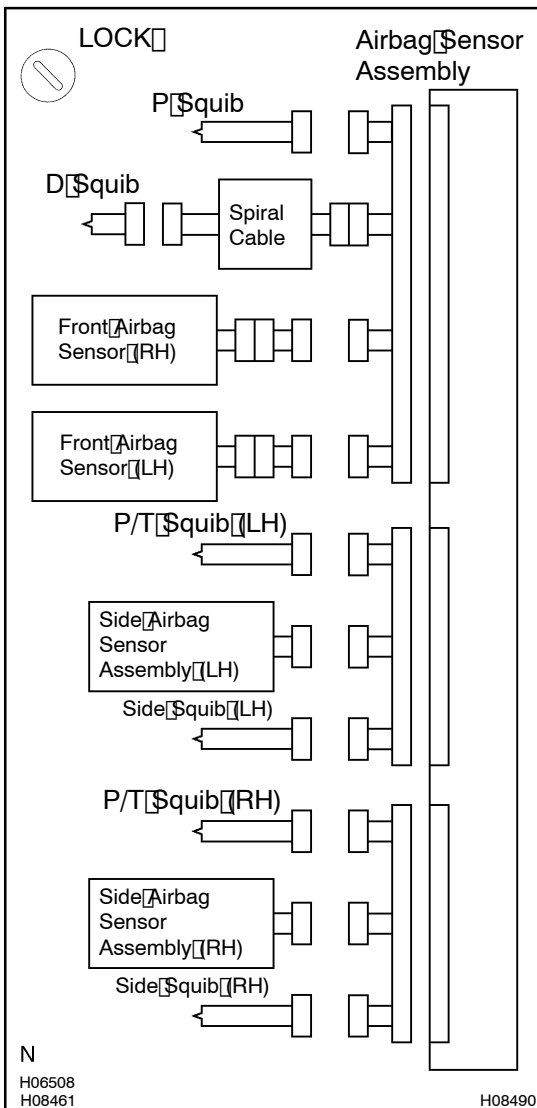 LOCK
Airbag Sensor
Assembly
P Squib
D Squib
Spiral
Cable
Front Airbag
Sensor (RH)
Front Airbag
Sensor (LH)
P/T Squib (LH)
Side Airbag
Sensor
Assembly (LH)
Side Squib (LH)
P/T Squib (RH)
Side Airbag
Sensor
Assembly (RH)
Side Squib (RH)
N
H06508
H08461
H08490